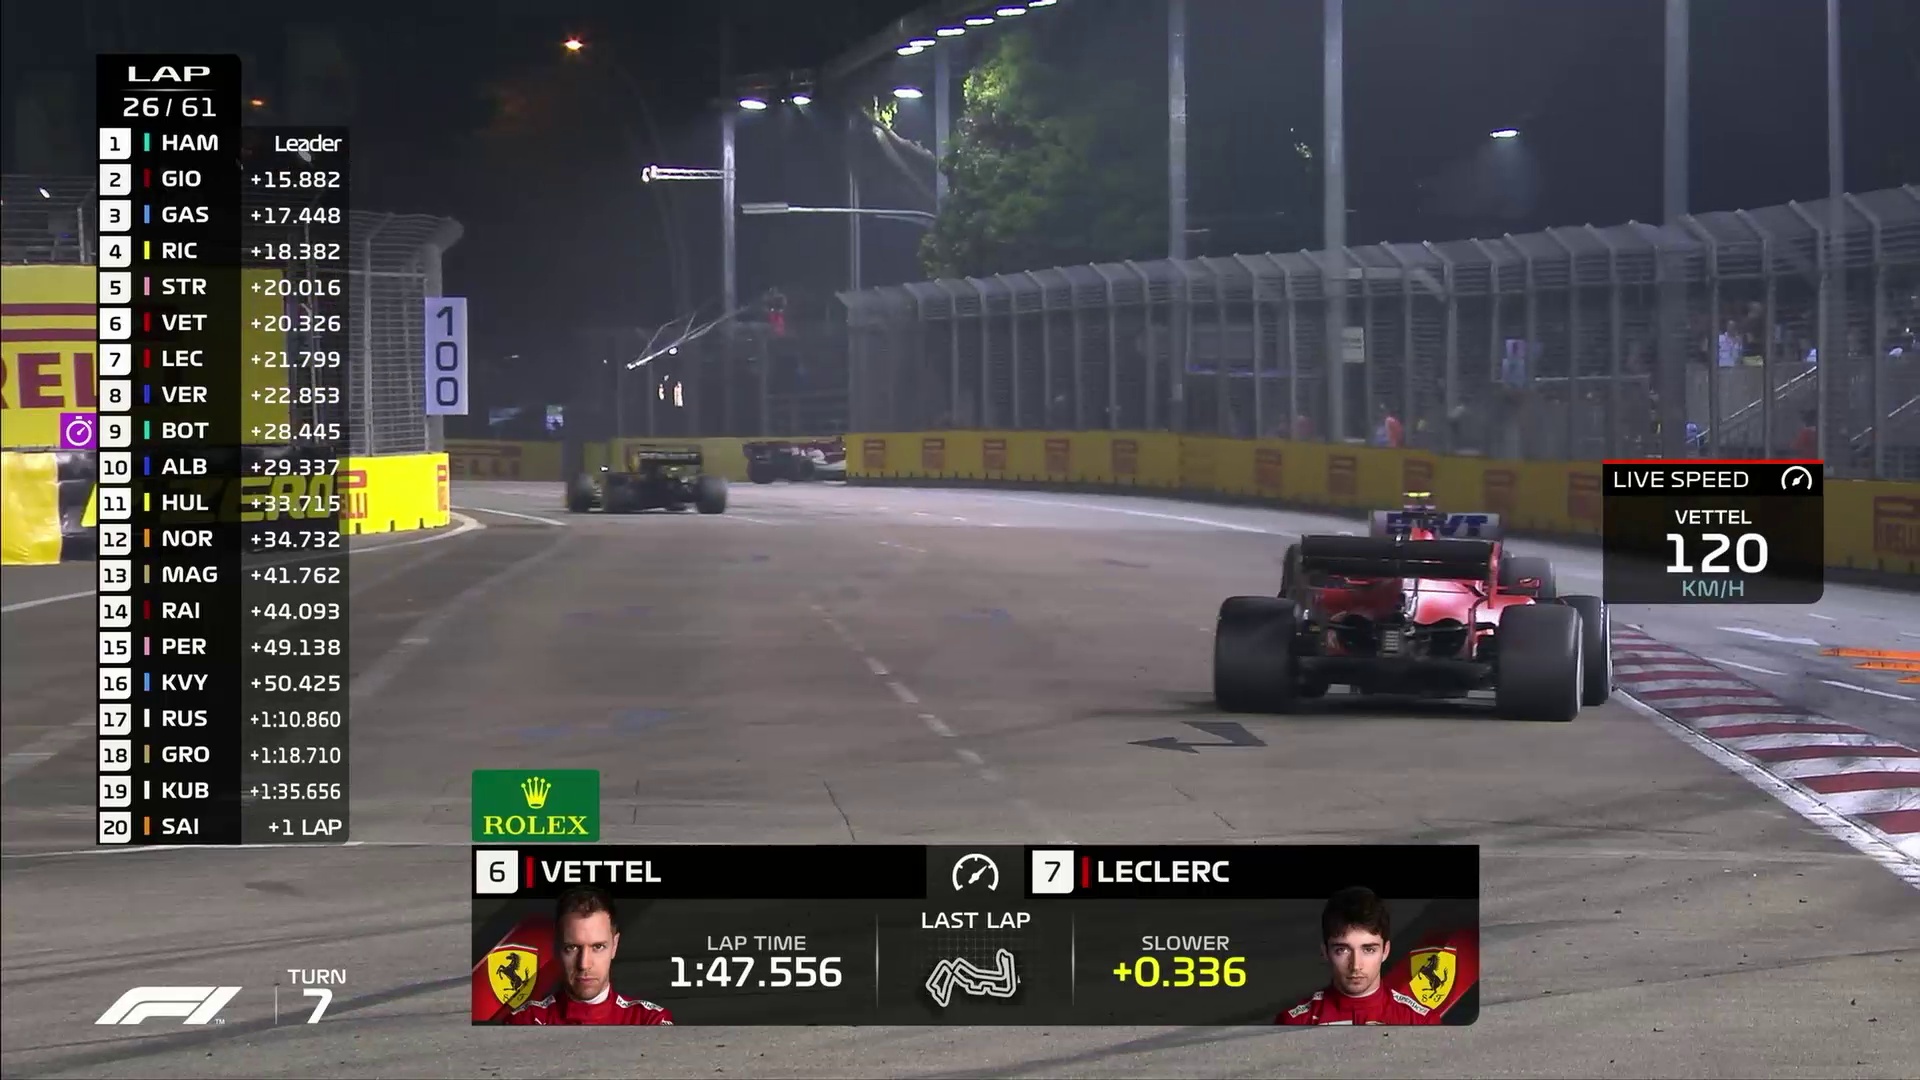 LAP
26 / 61
1 HAM Leader
2 GIO +15.882
3 GAS +17.448
4 RIC +18.382
5 STR +20.016
6 VET +20.326
7 LEC +21.799
8 VER +22.853
9 BOT +28.445
10 ALB +29.337
11 HUL +33.715
12 NOR +34.732
13 MAG +41.762
14 RAI +44.093
15 PER +49.138
16 KVY +50.425
17 RUS +1:10.860
18 GRO +1:18.710
19 KUB +1:35.656
20 SAI +1 LAP
100
ZERO
LIVE SPEED
VETTEL
120
KM/H
ROLEX
6 VETTEL
7 LECLERC
LAST LAP
LAP TIME
1:47.556
SLOWER
+0.336
F1
TURN
7